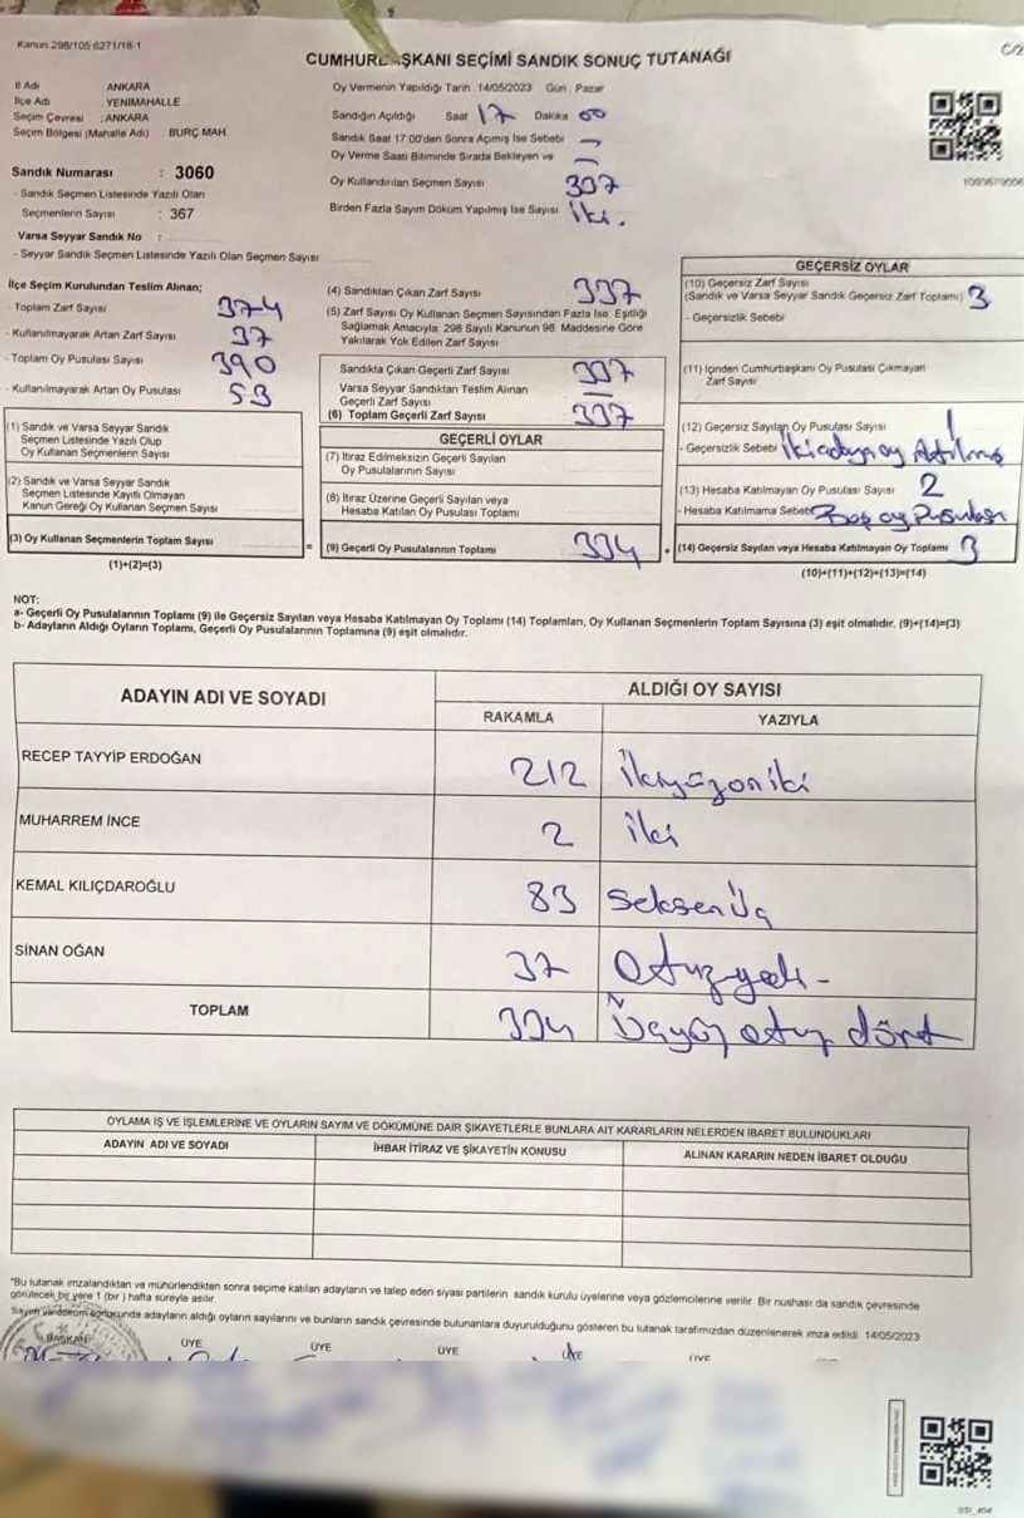 Kanun 298/105-6271/18-1
C/2
CUMHURBAŞKANI SEÇİMİ SANDIK SONUÇ TUTANAĞI
İl Adı : ANKARA
İlçe Adı : YENİMAHALLE
Seçim Çevresi : ANKARA
Seçim Bölgesi (Mahalle Adı) BURÇ MAH.
Sandık Numarası : 3060
- Sandık Seçmen Listesinde Yazılı Olan
Seçmenlerin Sayısı : 367
Varsa Seyyar Sandık No :
- Seyyar Sandık Seçmen Listesinde Yazılı Olan Seçmen Sayısı
Oy Vermenin Yapıldığı Tarih 14/05/2023 Gün : Pazar
Sandığın Açıldığı Saat 17 Dakika 00
Sandık Saat 17:00'den Sonra Açımış İse Sebebi —
Oy Verme Saati Bitiminde Sırada Bekleyen ve —
Oy Kullandırılan Seçmen Sayısı 337
Birden Fazla Sayım Döküm Yapılmış İse Sayısı İki.
İlçe Seçim Kurulundan Teslim Alınan;
- Toplam Zarf Sayısı 374
- Kullanılmayarak Artan Zarf Sayısı 37
- Toplam Oy Pusulası Sayısı 390
- Kullanılmayarak Artan Oy Pusulası 53
(1) Sandık ve Varsa Seyyar Sandık
Seçmen Listesinde Yazılı Olup
Oy Kullanan Seçmenlerin Sayısı
(2) Sandık ve Varsa Seyyar Sandık
Seçmen Listesinde Kayıtlı Olmayan
Kanun Gereği Oy Kullanan Seçmen Sayısı
(3) Oy Kullanan Seçmenlerin Toplam Sayısı
(1)+(2)=(3)
(4) Sandıktan Çıkan Zarf Sayısı 337
(5) Zarf Sayısı Oy Kullanan Seçmen Sayısından Fazla İse, Eşitliği
Sağlamak Amacıyla: 298 Sayılı Kanunun 98. Maddesine Göre
Yakılarak Yok Edilen Zarf Sayısı
Sandıkta Çıkan Geçerli Zarf Sayısı 337
Varsa Seyyar Sandıktan Teslim Alınan
Geçerli Zarf Sayısı —
(6) Toplam Geçerli Zarf Sayısı 337
GEÇERLİ OYLAR
(7) İtiraz Edilmeksizin Geçerli Sayılan
Oy Pusulalarının Sayısı
(8) İtiraz Üzerine Geçerli Sayılan veya
Hesaba Katılan Oy Pusulası Toplamı
= (9) Geçerli Oy Pusulalarının Toplamı 334
GEÇERSİZ OYLAR
(10) Geçersiz Zarf Sayısı
(Sandık ve Varsa Seyyar Sandık Geçersiz Zarf Toplamı) 3
- Geçersizlik Sebebi
(11) İçinden Cumhurbaşkanı Oy Pusulası Çıkmayan
Zarf Sayısı
(12) Geçersiz Sayılan Oy Pusulası Sayısı 1
- Geçersizlik Sebebi İki adaya oy Atılmış
(13) Hesaba Katılmayan Oy Pusulası Sayısı 2
- Hesaba Katılmama Sebebi Boş oy Pusulası
+ (14) Geçersiz Sayılan veya Hesaba Katılmayan Oy Toplamı 3
(10)+(11)+(12)+(13)=(14)
NOT:
a- Geçerli Oy Pusulalarının Toplamı (9) ile Geçersiz Sayılan veya Hesaba Katılmayan Oy Toplamı (14) Toplamları, Oy Kullanan Seçmenlerin Toplam Sayısına (3) eşit olmalıdır. (9)+(14)=(3)
b- Adayların Aldığı Oyların Toplamı, Geçerli Oy Pusulalarının Toplamına (9) eşit olmalıdır.
ADAYIN ADI VE SOYADI ALDIĞI OY SAYISI
RAKAMLA YAZIYLA
RECEP TAYYİP ERDOĞAN 212 İkiyüzoniki
MUHARREM İNCE 2 İki
KEMAL KILIÇDAROĞLU 83 Seksen Üç
SİNAN OĞAN 37 Otuzyedi-
TOPLAM 334 Üçyüz otuz dört
OYLAMA İŞ VE İŞLEMLERİNE VE OYLARIN SAYIM VE DÖKÜMÜNE DAİR ŞİKAYETLERLE BUNLARA AİT KARARLARIN NELERDEN İBARET BULUNDUKLARI
ADAYIN ADI VE SOYADI İHBAR İTİRAZ VE ŞİKAYETİN KONUSU ALINAN KARARIN NEDEN İBARET OLDUĞU
"Bu tutanak imzalandıktan ve mühürlendikten sonra seçime katılan adayların ve talep eden siyasi partilerin sandık kurulu üyelerine veya gözlemcilerine verilir. Bir nüshası da sandık çevresinde
görülecek bir yere 1 (bir) hafta süreyle asılır.
Sayım ve döküm sonucunda adayların aldığı oyların sayılarını ve bunların sandık çevresinde bulunanlara duyurulduğunu gösteren bu tutanak tarafımızdan düzenlenerek imza edildi. 14/05/2023
BAŞKAN ÜYE ÜYE ÜYE ÜYE ÜYE